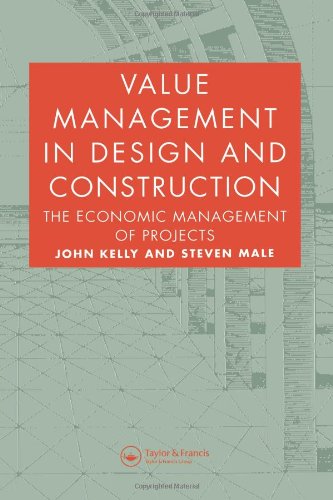 VALUE
MANAGEMENT
IN DESIGN AND
CONSTRUCTION
THE ECONOMIC MANAGEMENT
OF PROJECTS
JOHN KELLY AND STEVEN MALE
Taylor & Francis
Taylor & Francis Group